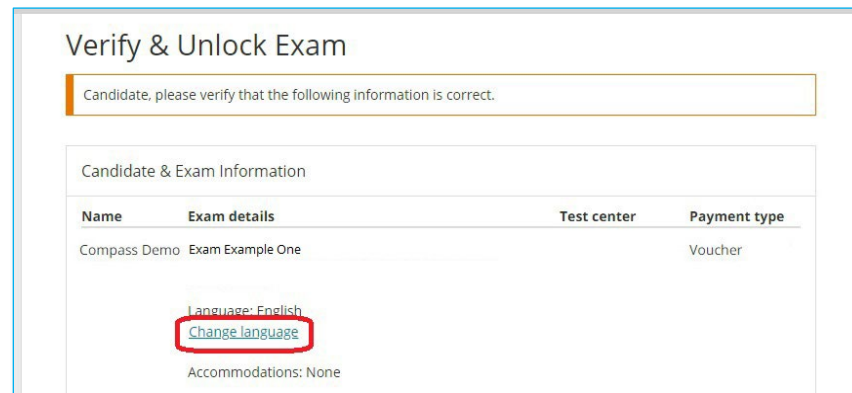 Verify & Unlock Exam
Candidate, please verify that the following information is correct.
Candidate & Exam Information
Name Exam details Test center Payment type
Compass Demo Exam Example One Voucher
Language: English
Change language
Accommodations: None